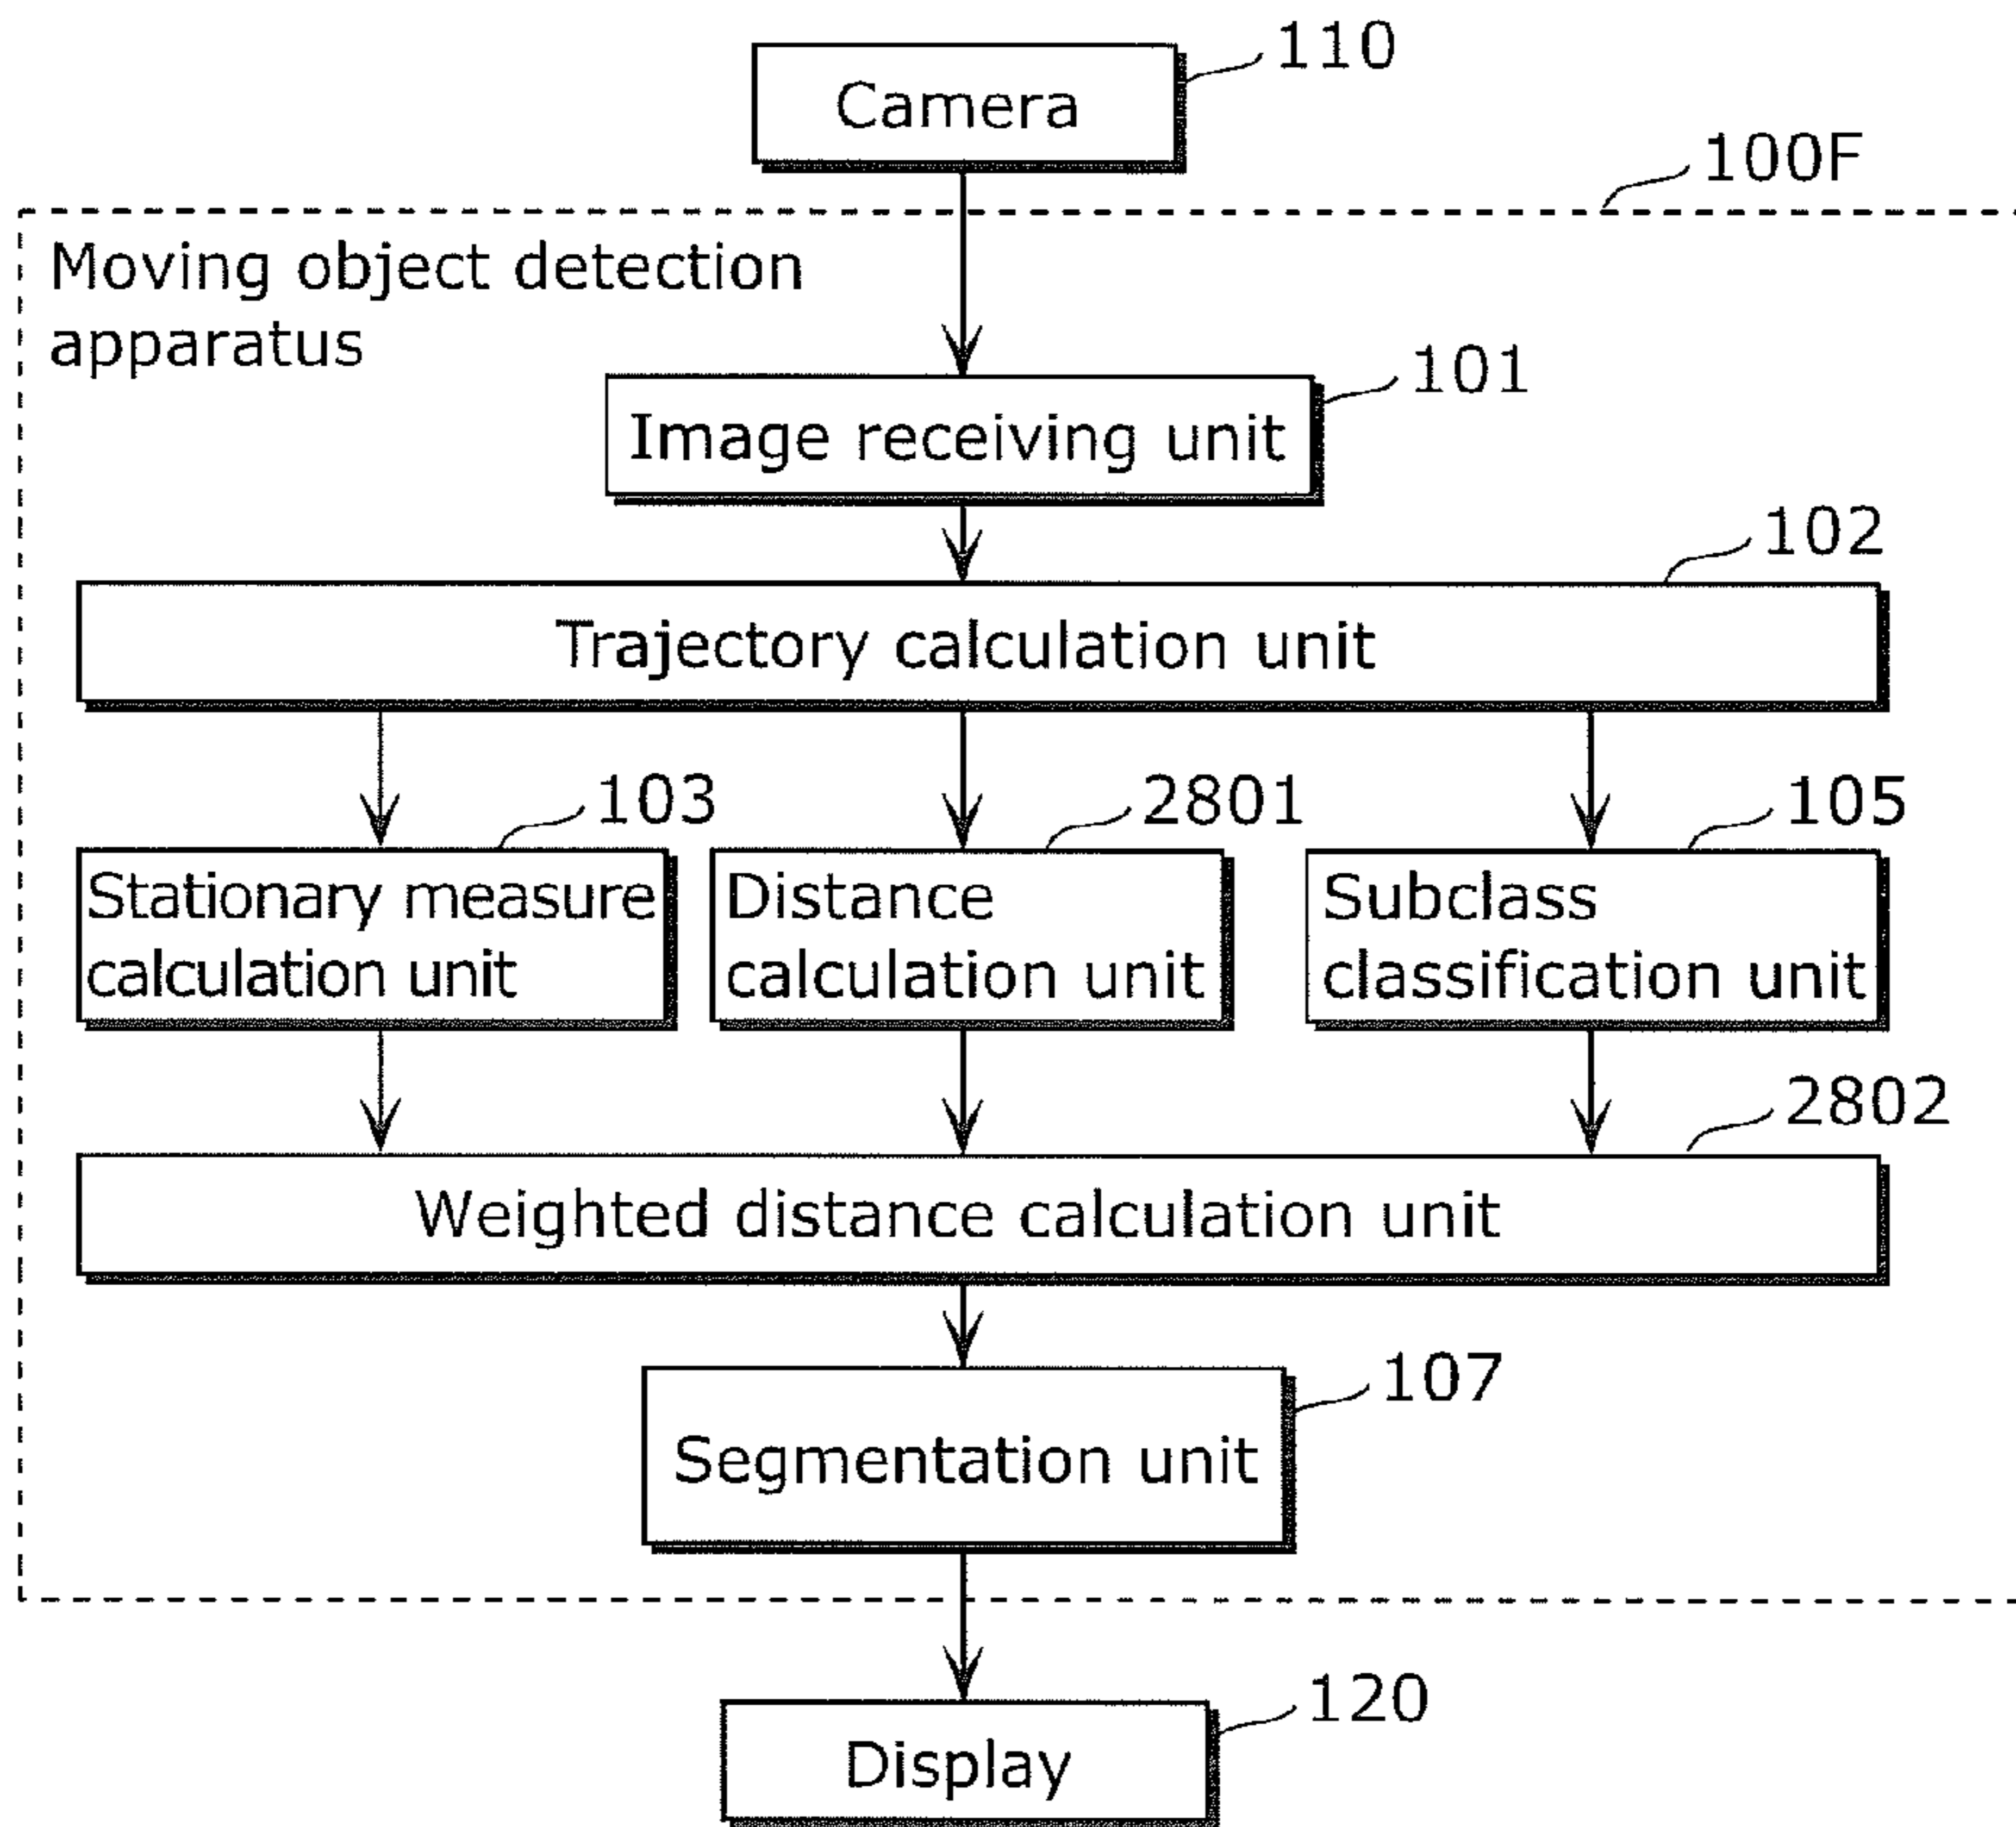 110
Camera
100F
Moving object detection
apparatus
101
Image receiving unit
102
Trajectory calculation unit
103
2801
105
Stationary measure
calculation unit
Distance
calculation unit
Subclass
classification unit
2802
Weighted distance calculation unit
107
Segmentation unit
120
Display